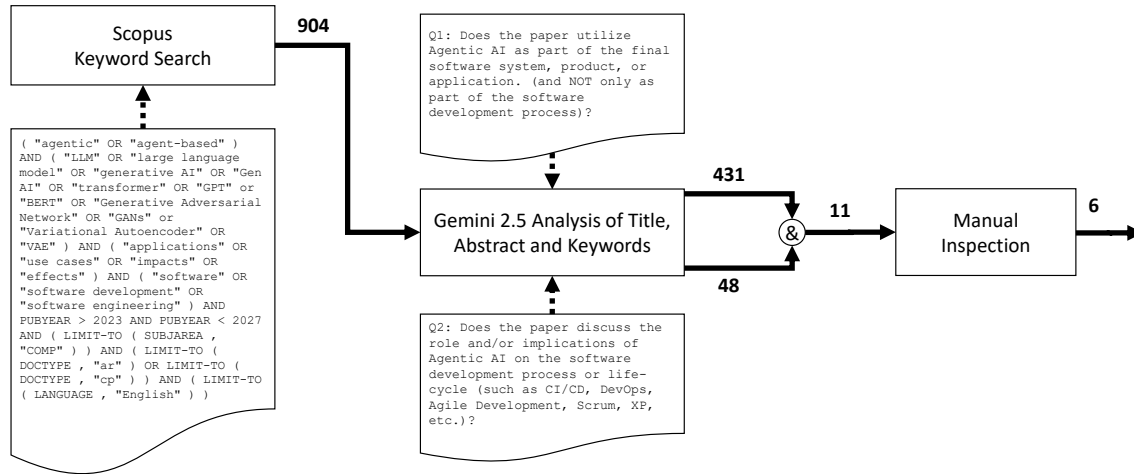 Scopus
Keyword Search
904
( "agentic" OR "agent-based" )
AND ( "LLM" OR "large language
model" OR "generative AI" OR "Gen
AI" OR "transformer" OR "GPT" or
"BERT" OR "Generative Adversarial
Network" OR "GANs" or
"Variational Autoencoder" OR
"VAE" ) AND ( "applications" OR
"use cases" OR "impacts" OR
"effects" ) AND ( "software" OR
"software development" OR
"software engineering" ) AND
PUBYEAR > 2023 AND PUBYEAR < 2027
AND ( LIMIT-TO ( SUBJAREA ,
"COMP" ) ) AND ( LIMIT-TO (
DOCTYPE , "ar" ) OR LIMIT-TO (
DOCTYPE , "cp" ) ) AND ( LIMIT-TO
( LANGUAGE , "English" ) )
Q1: Does the paper utilize
Agentic AI as part of the final
software system, product, or
application. (and NOT only as
part of the software
development process)?
Gemini 2.5 Analysis of Title,
Abstract and Keywords
431
48
&
11
Manual
Inspection
6
Q2: Does the paper discuss the
role and/or implications of
Agentic AI on the software
development process or life-
cycle (such as CI/CD, DevOps,
Agile Development, Scrum, XP,
etc.)?